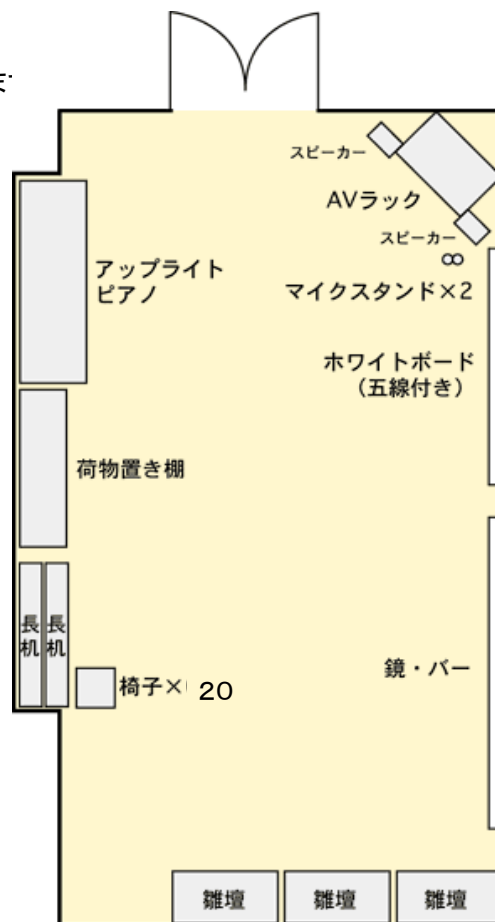 スピーカー
AVラック
スピーカー
アップライト
ピアノ
マイクスタンド×2
ホワイトボード
（五線付き）
荷物置き棚
長机
長机
鏡・バー
椅子× 20
雛壇
雛壇
雛壇